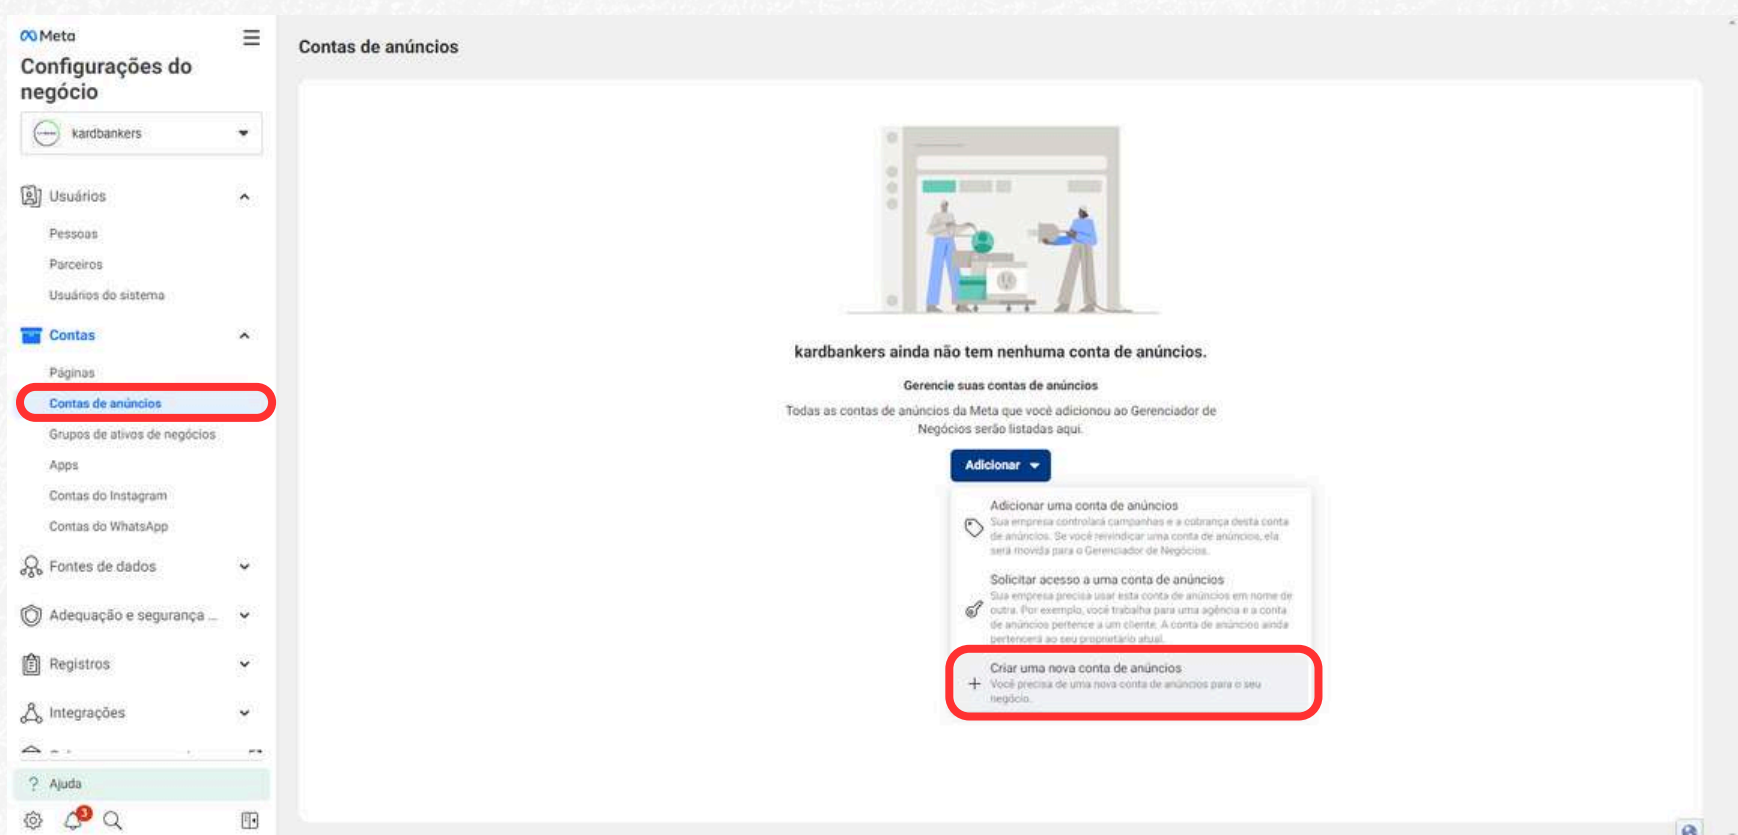 Meta
Configurações do
negócio
kardbankers
Usuários
Pessoas
Parceiros
Usuários do sistema
Contas
Páginas
Contas de anúncios
Grupos de ativos de negócios
Apps
Contas do Instagram
Contas do WhatsApp
Fontes de dados
Adequação e segurança ...
Registros
Integrações
? Ajuda
3
Contas de anúncios
kardbankers ainda não tem nenhuma conta de anúncios.
Gerencie suas contas de anúncios
Todas as contas de anúncios da Meta que você adicionou ao Gerenciador de
Negócios serão listadas aqui.
Adicionar
Adicionar uma conta de anúncios
Sua empresa controlará campanhas e a cobrança desta conta
de anúncios. Se você reivindicar uma conta de anúncios, ela
será movida para o Gerenciador de Negócios.
Solicitar acesso a uma conta de anúncios
Sua empresa precisa usar esta conta de anúncios em nome de
outra. Por exemplo, você trabalha para uma agência e a conta
de anúncios pertence a um cliente. A conta de anúncios ainda
pertencerá ao seu proprietário atual.
Criar uma nova conta de anúncios
Você precisa de uma nova conta de anúncios para o seu
negócio.